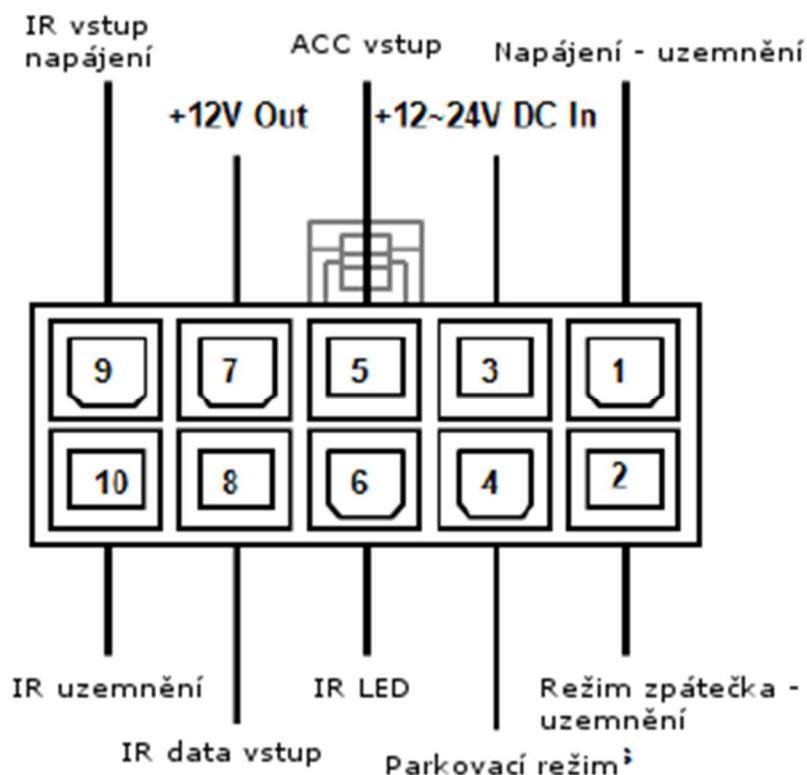 IR vstup
napájení
ACC vstup
Napájení - uzemnění
+12V Out
+12~24V DC In
9 7 5 3 1
10 8 6 4 2
IR uzemnění
IR LED
Režim zpátečka -
uzemnění
IR data vstup
Parkovací režim